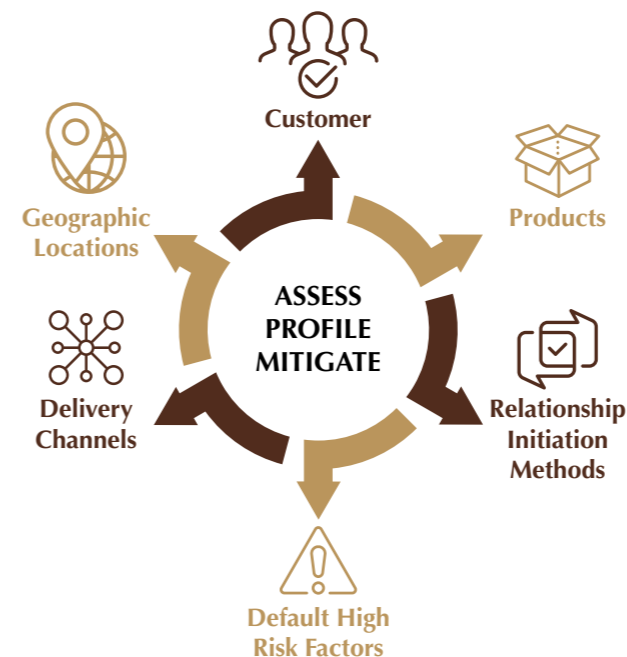 Customer
Products
Relationship
Initiation
Methods
Default High
Risk Factors
Delivery
Channels
Geographic
Locations
ASSESS
PROFILE
MITIGATE